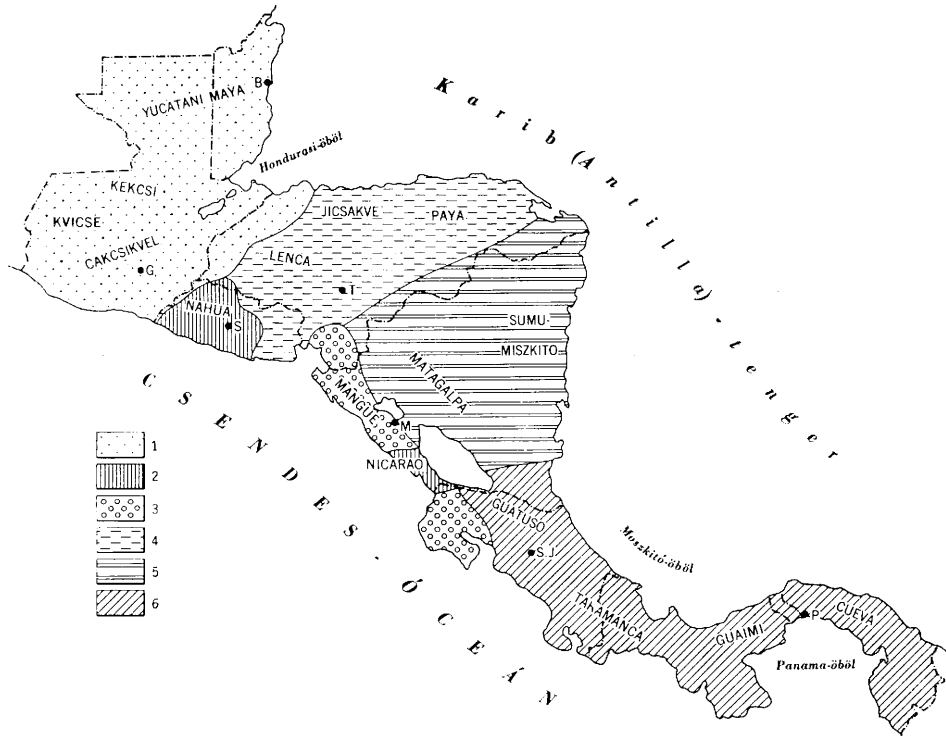 B
YUCATANI MAYA
Karib (Antilla)-tenger
Hondurasi-öböl
KEKCSI
KVICSE
JICSAKVE
PAYA
CAKCSIKVEL
G
LENCA
T
NAHUA
S
SUMU-
MISZKITO
MATAGALPA
MANGUE
M
NICARAO
CSENDES-ÓCEÁN
1
2
3
4
5
6
GUATUSO
S.J.
Moszkitó-öböl
TALAMANCA
GUAIMI
P
CUEVA
Panama-öböl